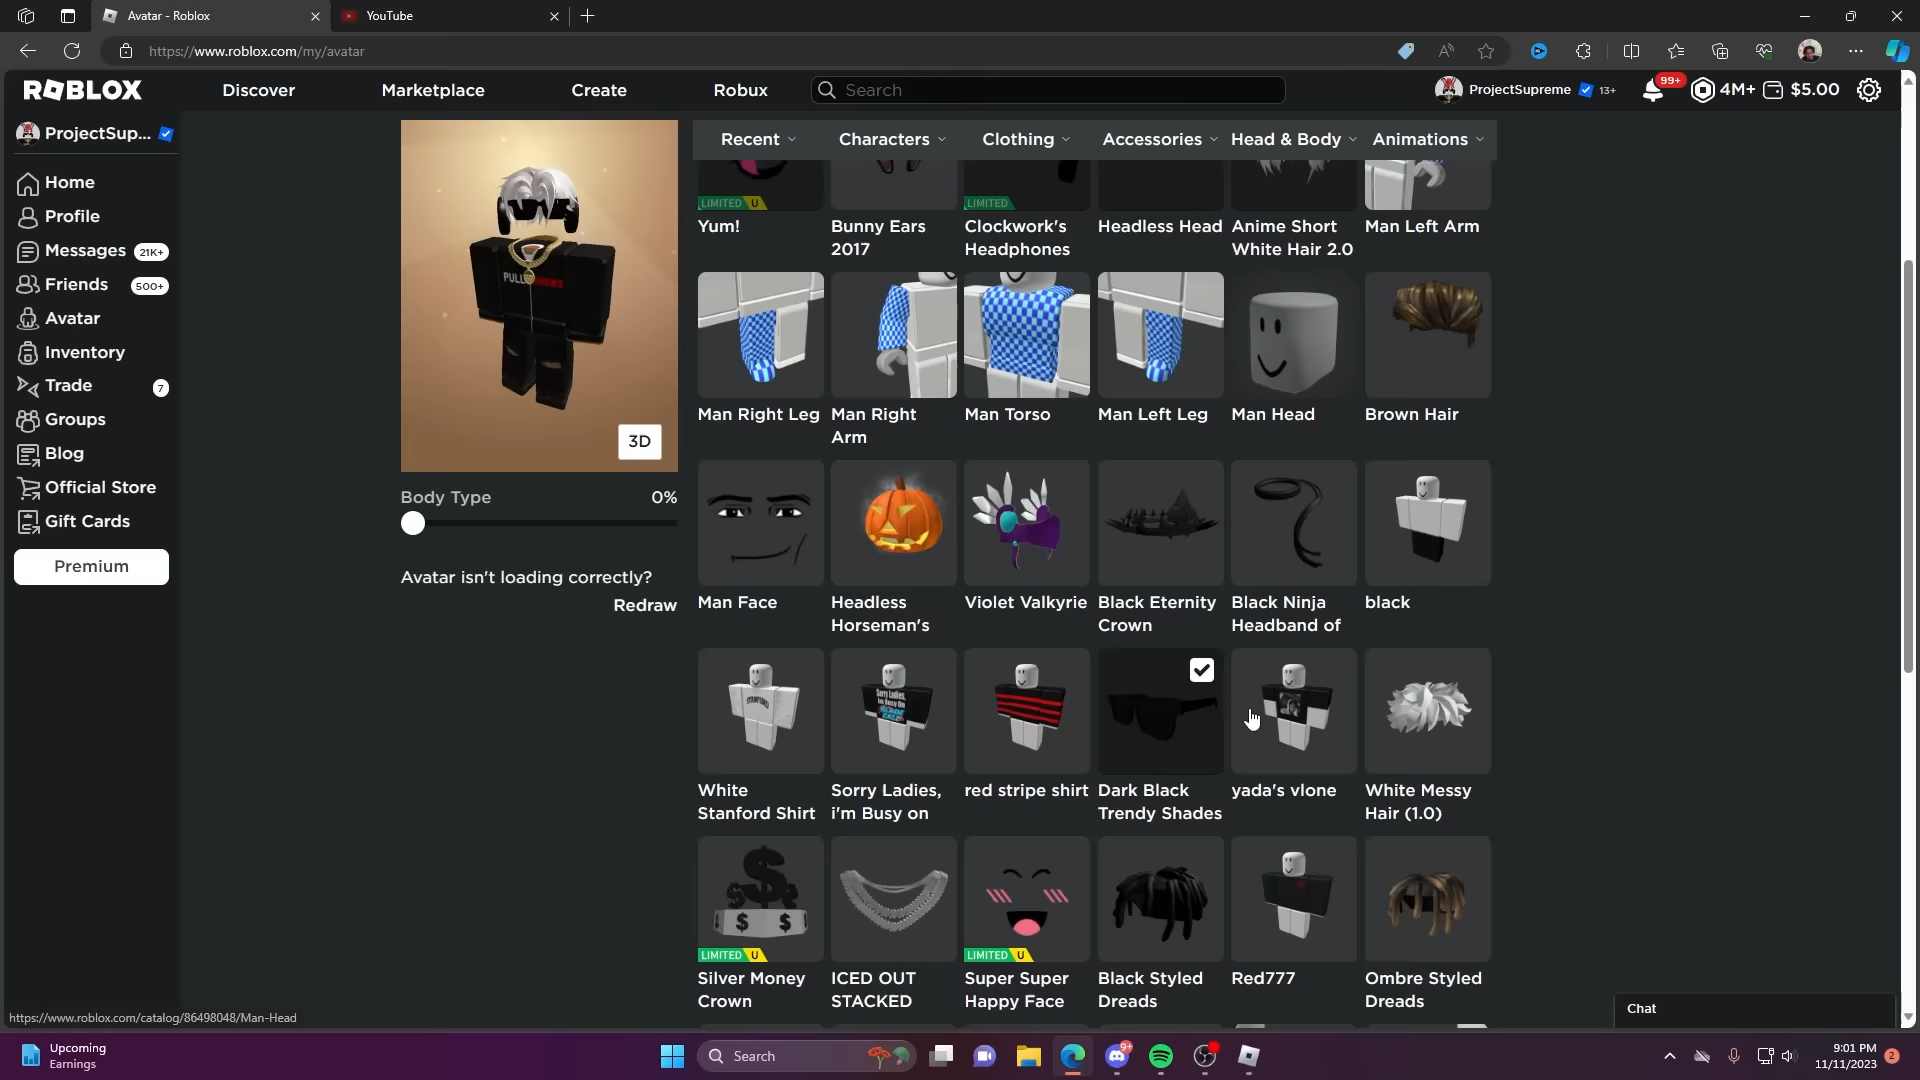 Avatar - Roblox
YouTube
https://www.roblox.com/my/avatar
ROBLOX
Discover
Marketplace
Create
Robux
Search
ProjectSupreme
13+
99+
4M+
$5.00
ProjectSup...
Home
Profile
Messages 21K+
Friends 500+
Avatar
Inventory
Trade 7
Groups
Blog
Official Store
Gift Cards
Premium
3D
Body Type 0%
Avatar isn't loading correctly?
Redraw
Recent
Characters
Clothing
Accessories
Head & Body
Animations
LIMITED U
LIMITED
Yum!
Bunny Ears
2017
Clockwork's
Headphones
Headless Head
Anime Short
White Hair 2.0
Man Left Arm
Man Right Leg
Man Right
Arm
Man Torso
Man Left Leg
Man Head
Brown Hair
Man Face
Headless
Horseman's
Violet Valkyrie
Black Eternity
Crown
Black Ninja
Headband of
black
STANFORD
Sorry Ladies,
Im Busy On
White
Stanford Shirt
Sorry Ladies,
i'm Busy on
red stripe shirt
Dark Black
Trendy Shades
yada's vlone
White Messy
Hair (1.0)
$
$ $
LIMITED U
LIMITED U
Silver Money
Crown
ICED OUT
STACKED
Super Super
Happy Face
Black Styled
Dreads
Red777
Ombre Styled
Dreads
https://www.roblox.com/catalog/86498048/Man-Head
Chat
Upcoming
Earnings
Search
9+
9:01 PM
11/11/2023
2